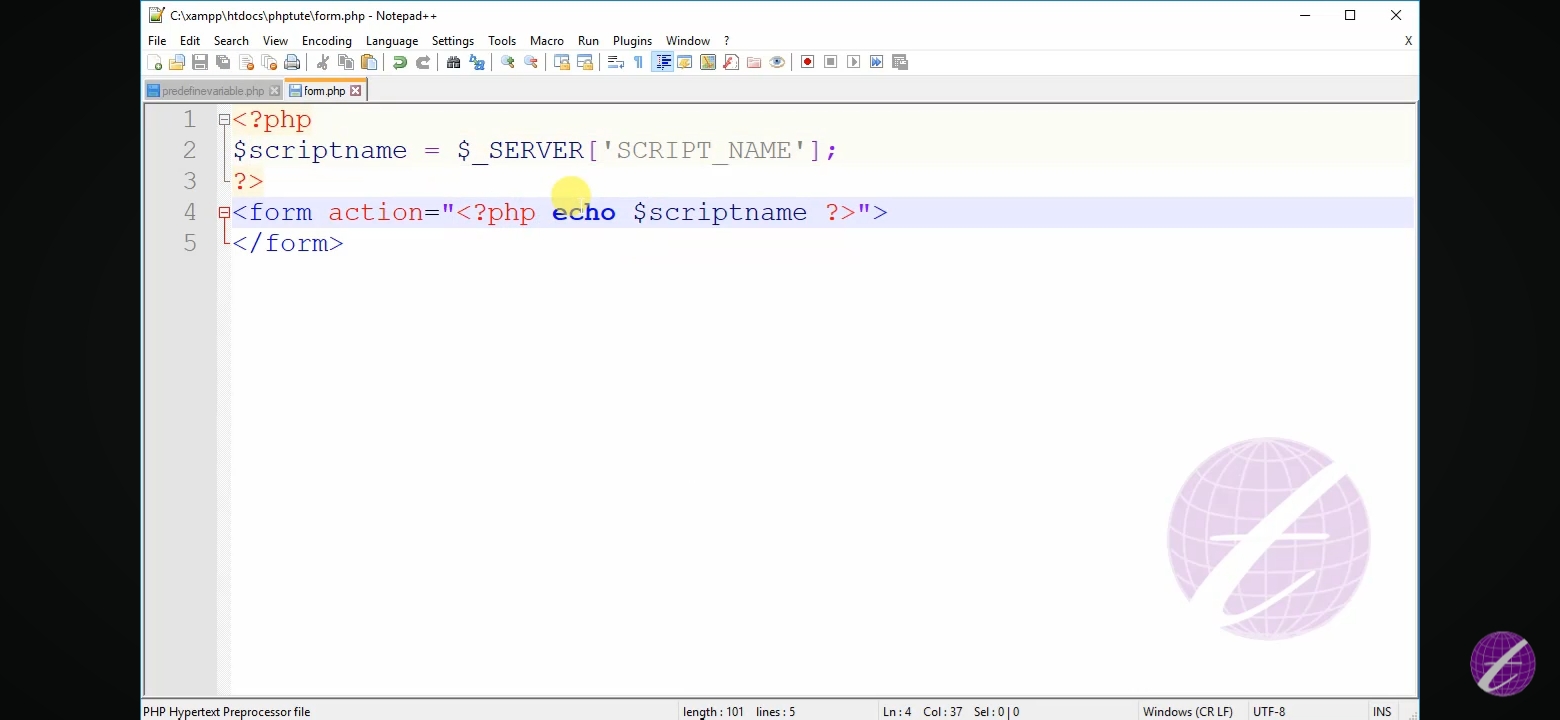 C:\xampp\htdocs\phptute\form.php - Notepad++
File Edit Search View Encoding Language Settings Tools Macro Run Plugins Window ? X
predefinevariable.php form.php
1 <?php
2 $scriptname = $_SERVER['SCRIPT_NAME'];
3 ?>
4 <form action="<?php echo $scriptname ?>">
5 </form>
PHP Hypertext Preprocessor file length : 101 lines : 5 Ln : 4 Col : 37 Sel : 0 | 0 Windows (CR LF) UTF-8 INS